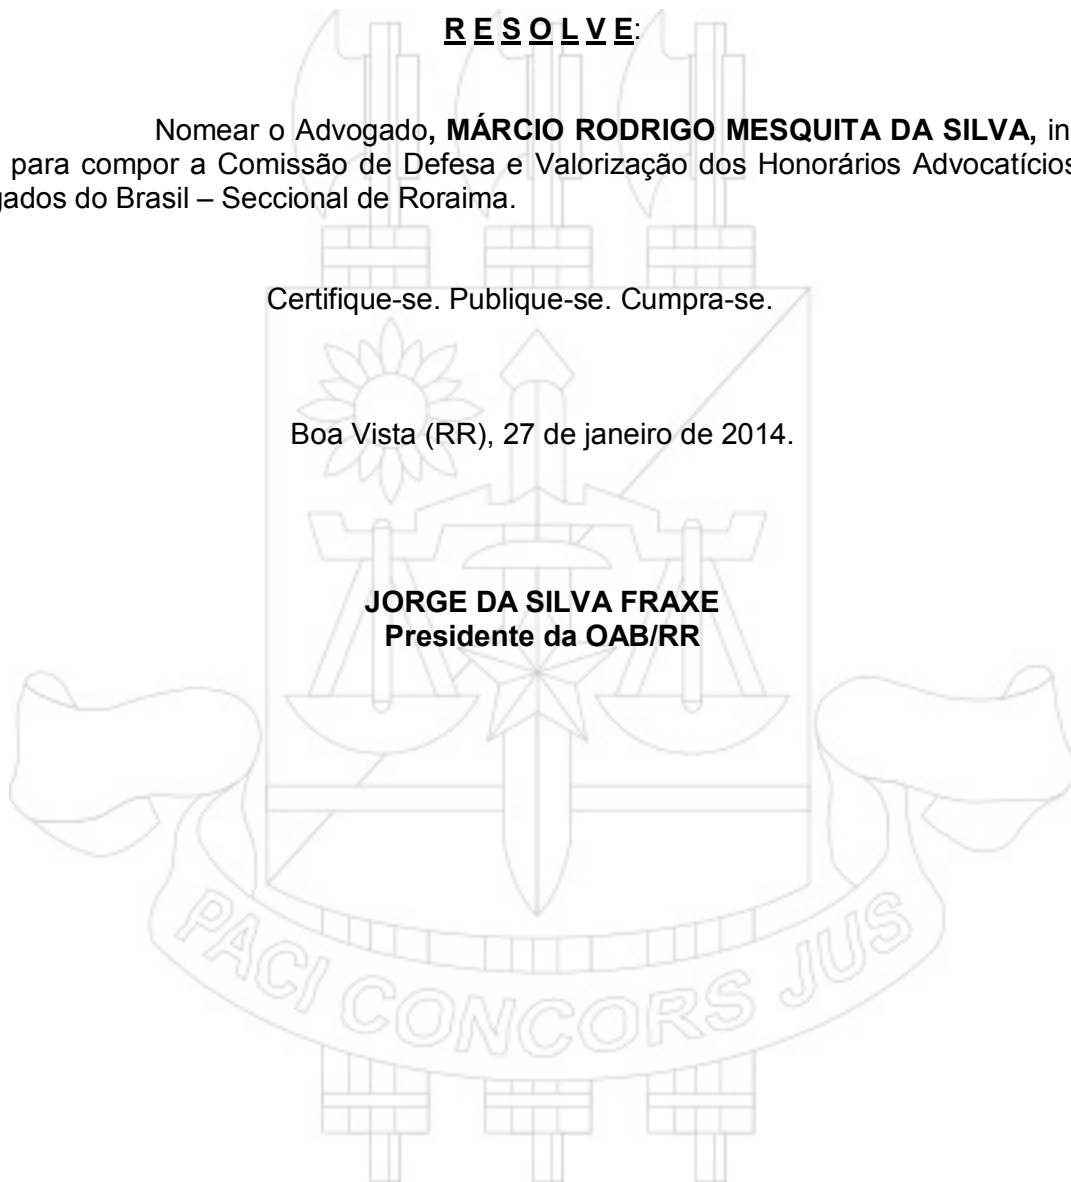 R E S O L V E:
Nomear o Advogado, MÁRCIO RODRIGO MESQUITA DA SILVA, in
para compor a Comissão de Defesa e Valorização dos Honorários Advocatícios
gados do Brasil – Seccional de Roraima.
Certifique-se. Publique-se. Cumpra-se.
Boa Vista (RR), 27 de janeiro de 2014.
JORGE DA SILVA FRAXE
Presidente da OAB/RR
PACI CONCORS JUS